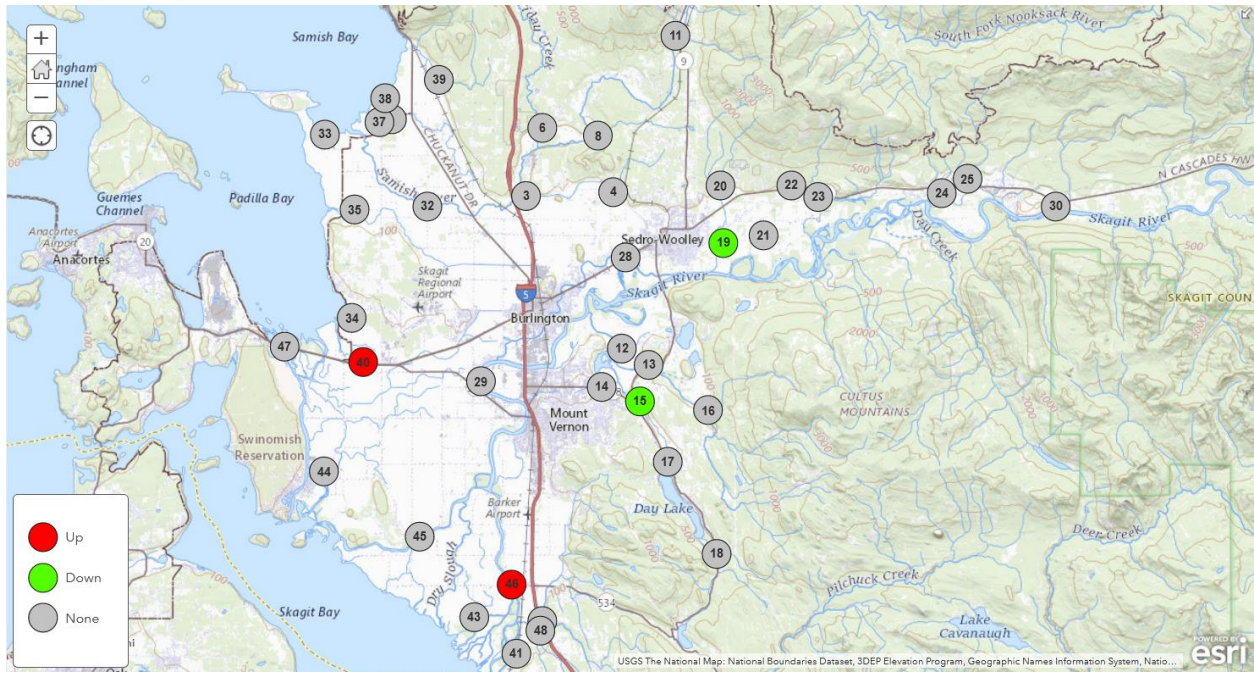 Samish Bay
South Fork Nooksack River
11
9
3000
2000
100
39
38
37
33
6
8
CHUCKANUT DR
Guemes
Channel
Padilla Bay
Samish River
35
32
3
4
20
22
23
24
25
30
N CASCADES HW
Skagit River
Day Creek
Anacortes
Airport
20
Anacortes
Sedro-Woolley
19
21
28
Skagit River
Skagit
Regional
Airport
5
Burlington
500
SKAGIT COUN
34
47
40
12
13
29
14
15
16
Mount
Vernon
CULTUS
MOUNTAINS
Swinomish
Reservation
44
17
Barker
Airport
Day Lake
45
Dry Slough
18
Deer Creek
Pilchuck Creek
46
534
Skagit Bay
43
48
41
Lake
Cavanaugh
Up
Down
None
USGS The National Map: National Boundaries Dataset, 3DEP Elevation Program, Geographic Names Information System, Natio...
POWERED BY
esri